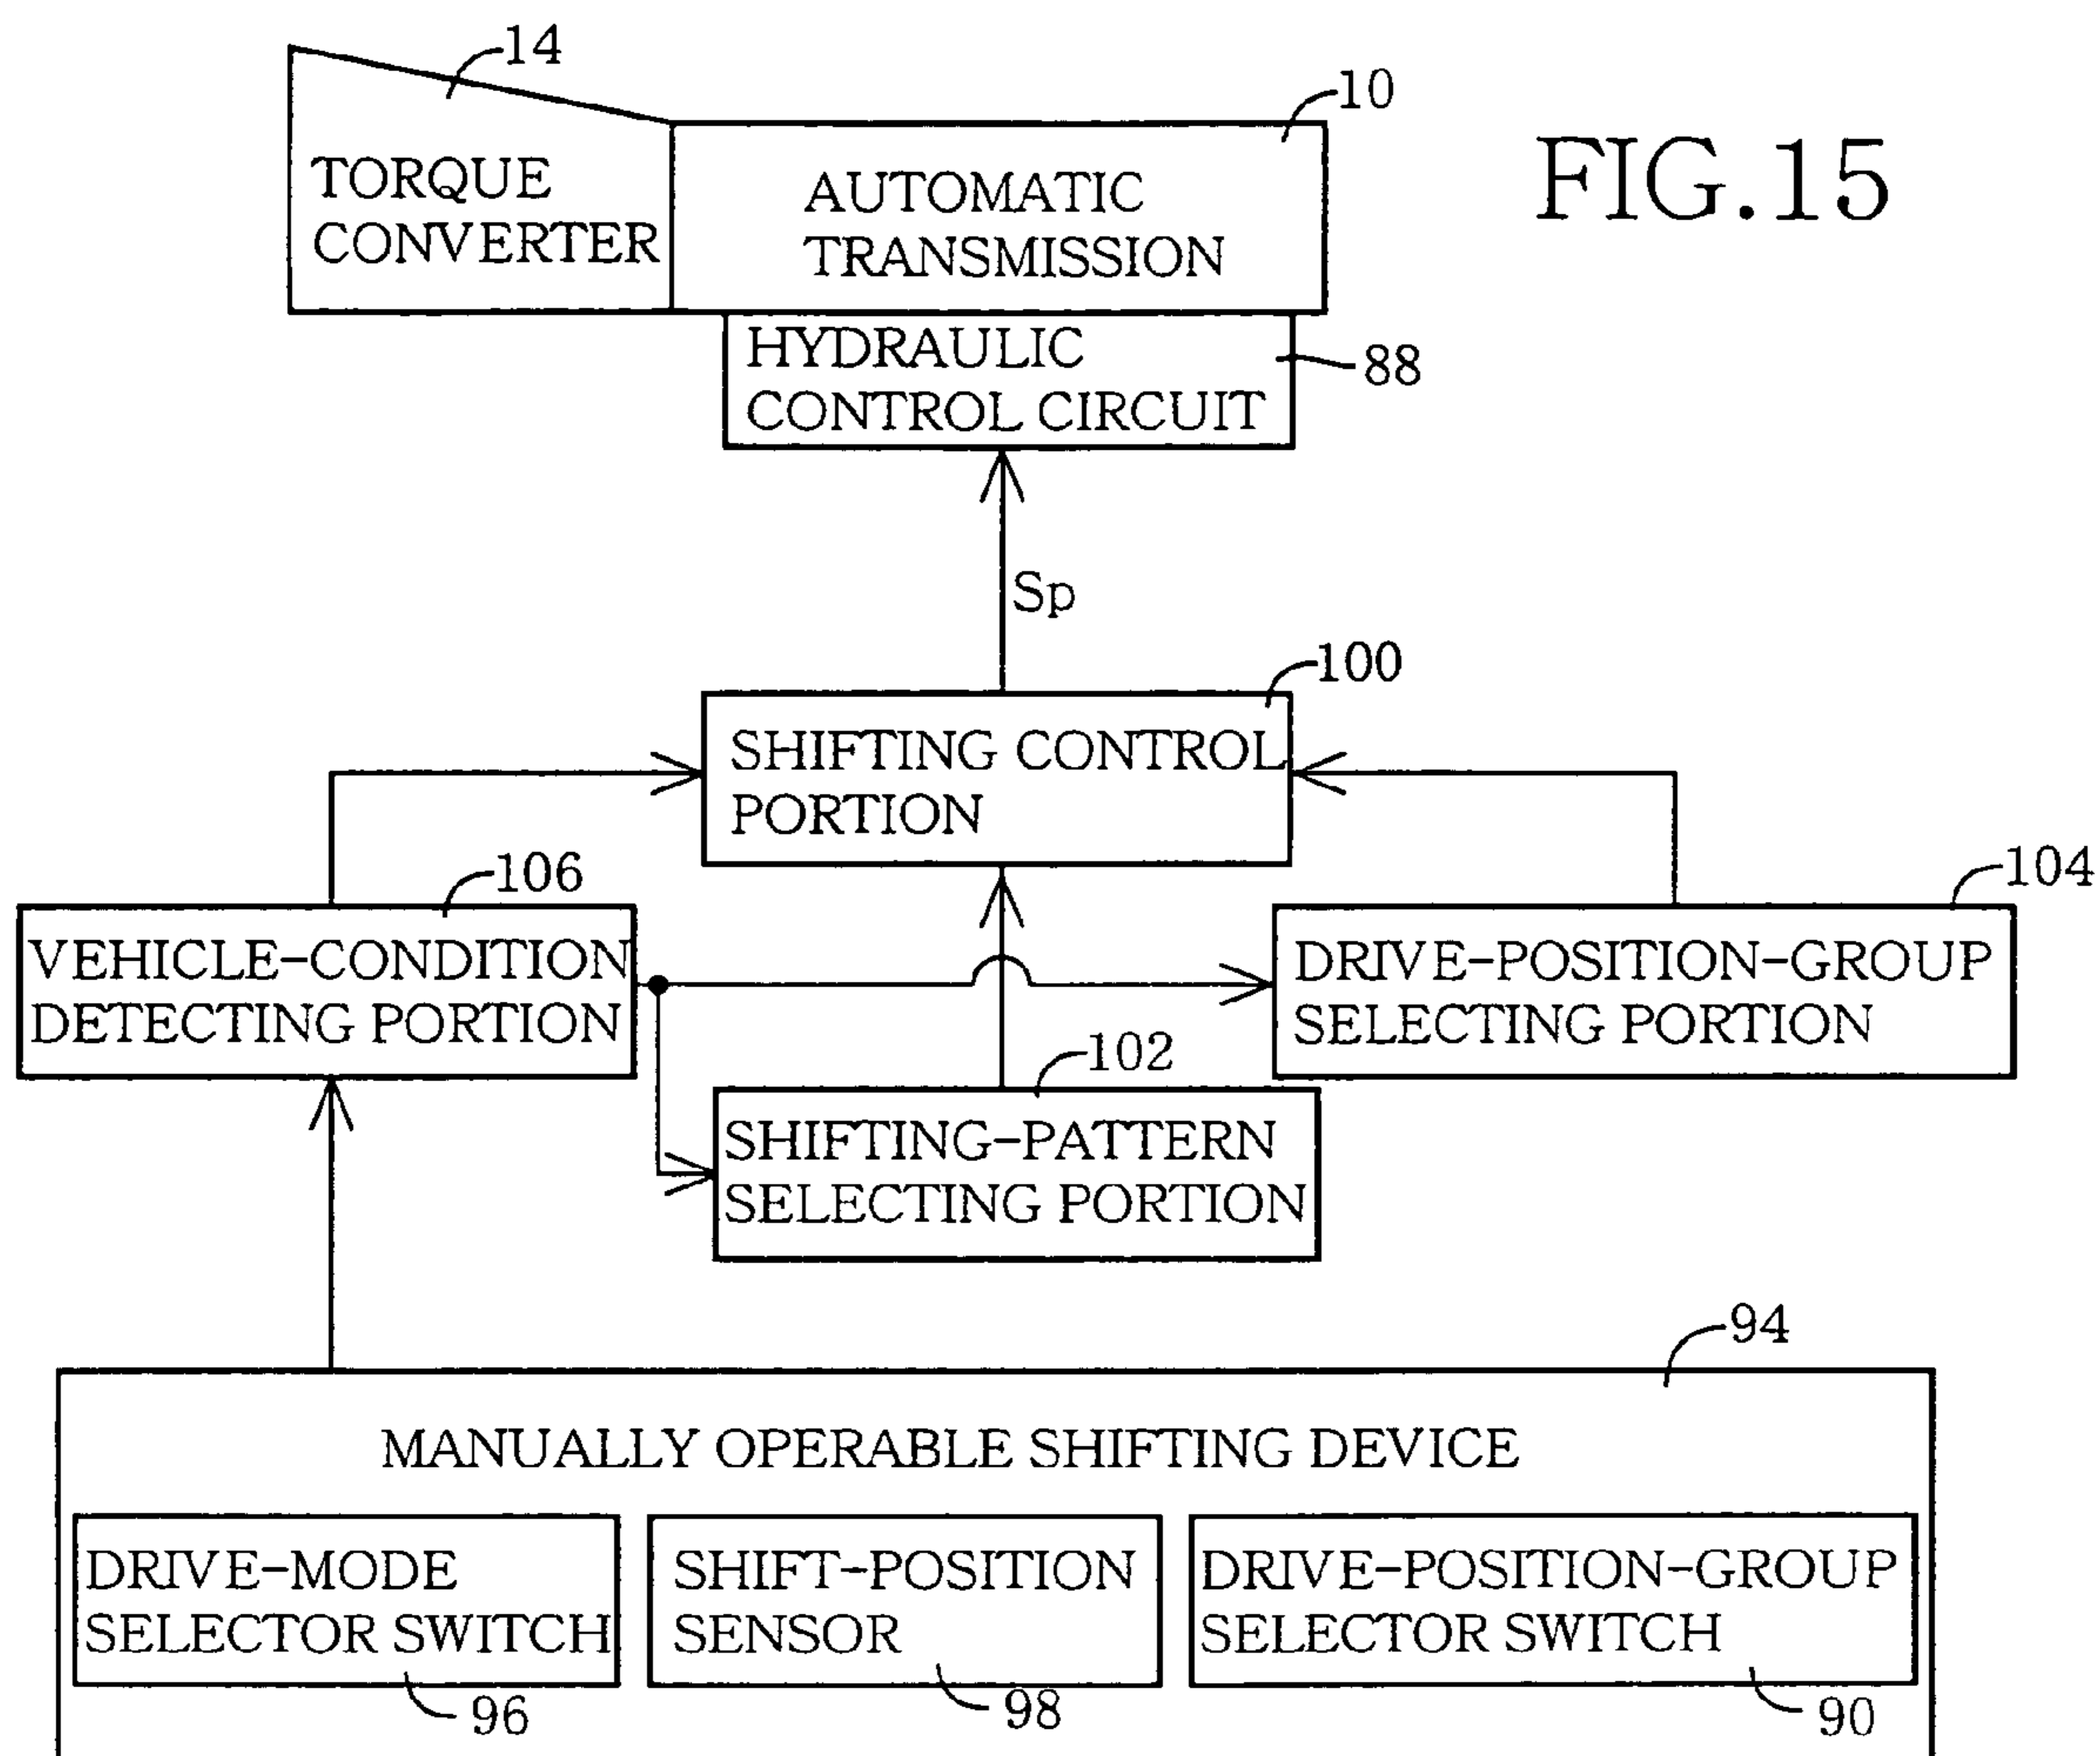 14
10
FIG.15
TORQUE
CONVERTER
AUTOMATIC
TRANSMISSION
HYDRAULIC
CONTROL CIRCUIT
88
Sp
100
SHIFTING CONTROL
PORTION
106
104
VEHICLE-CONDITION
DETECTING PORTION
DRIVE-POSITION-GROUP
SELECTING PORTION
102
SHIFTING-PATTERN
SELECTING PORTION
94
MANUALLY OPERABLE SHIFTING DEVICE
DRIVE-MODE
SELECTOR SWITCH
SHIFT-POSITION
SENSOR
DRIVE-POSITION-GROUP
SELECTOR SWITCH
96
98
90